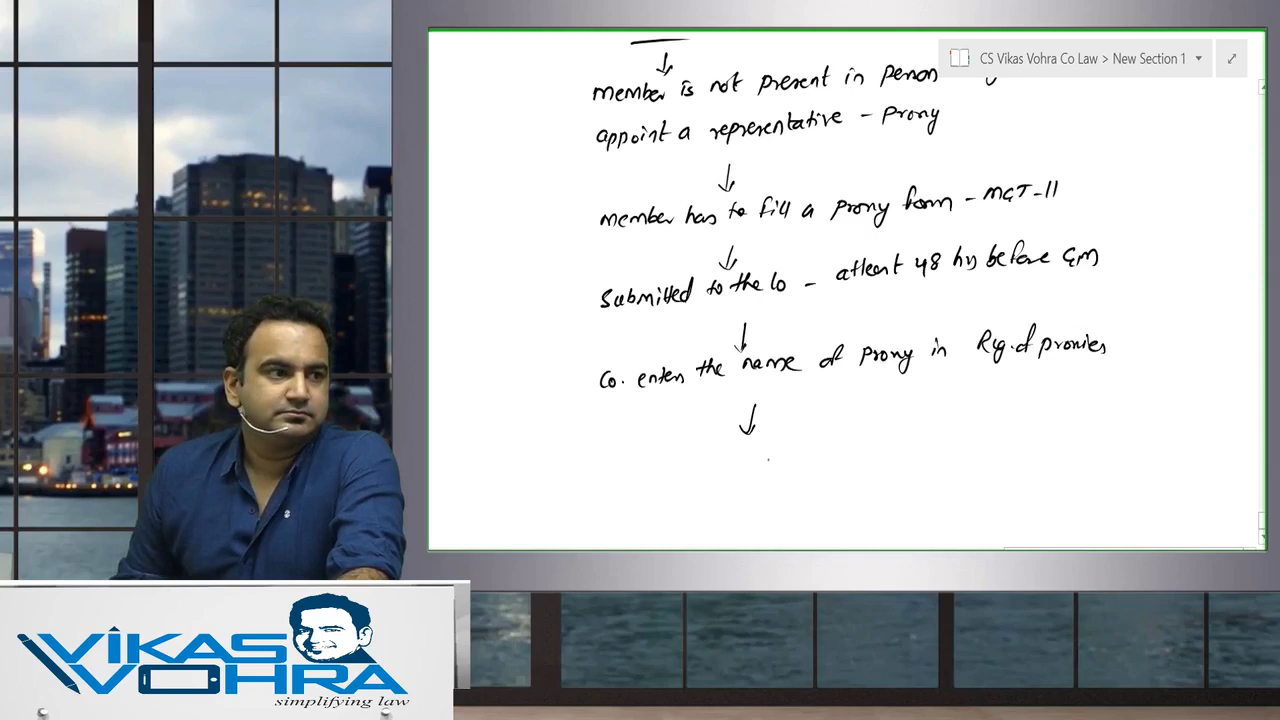 CS Vikas Vohra Co Law > New Section 1
member is not present in person
appoint a representative - Proxy
member has to fill a Proxy form - MGT-11
Submitted to the Co - atleast 48 hrs before GM
Co. enters the name of Proxy in Reg. of proxies
VIKAS
VOHRA
simplifying law